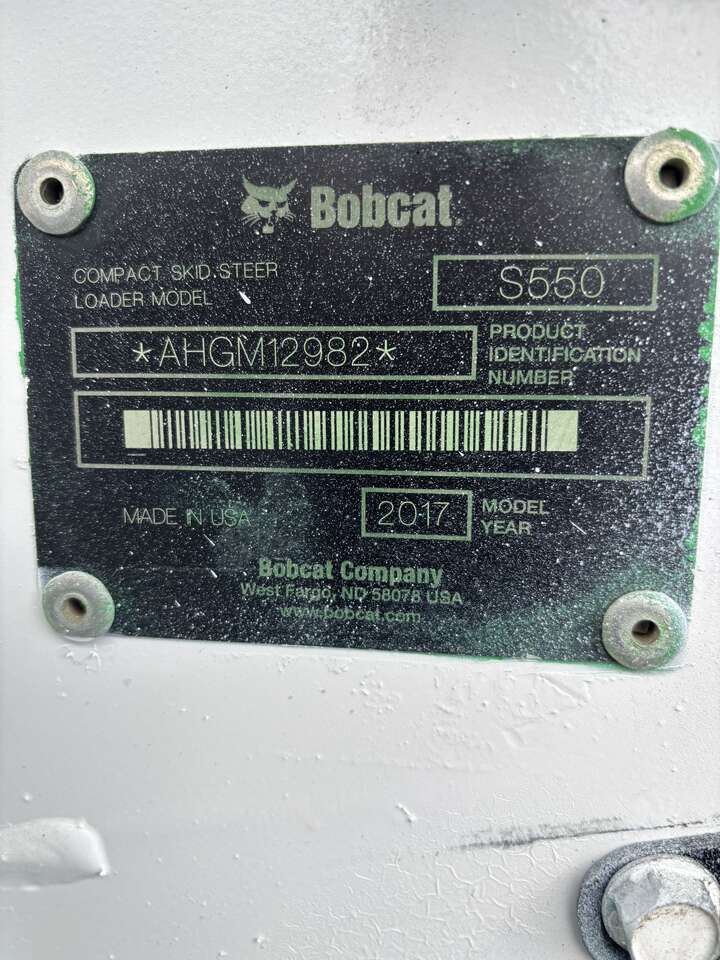 Bobcat.
COMPACT SKID STEER
LOADER MODEL
S550
*AHGM12982*
PRODUCT
IDENTIFICATION
NUMBER
MADE IN USA
2017
MODEL
YEAR
Bobcat Company
West Fargo, ND 58078 USA
www.bobcat.com